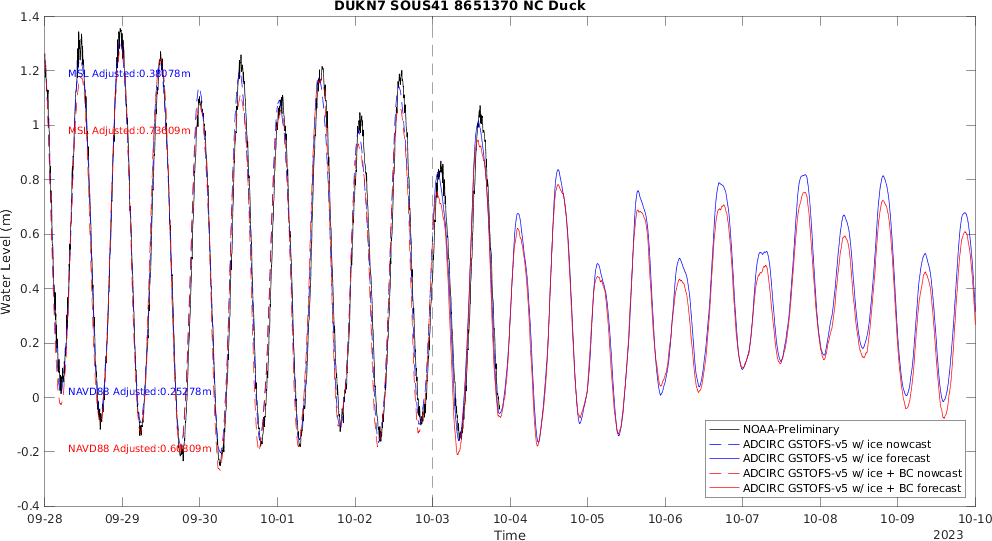 DUKN7 SOUS41 8651370 NC Duck
1.4
1.2
1
0.8
0.6
0.4
0.2
0
-0.2
-0.4
Water Level (m)
MSL Adjusted:0.38078m
MSL Adjusted:0.73609m
NAVD88 Adjusted:0.25278m
NAVD88 Adjusted:0.60809m
NOAA-Preliminary
ADCIRC GSTOFS-v5 w/ ice nowcast
ADCIRC GSTOFS-v5 w/ ice forecast
ADCIRC GSTOFS-v5 w/ ice + BC nowcast
ADCIRC GSTOFS-v5 w/ ice + BC forecast
09-28 09-29 09-30 10-01 10-02 10-03 10-04 10-05 10-06 10-07 10-08 10-09 10-10
Time
2023